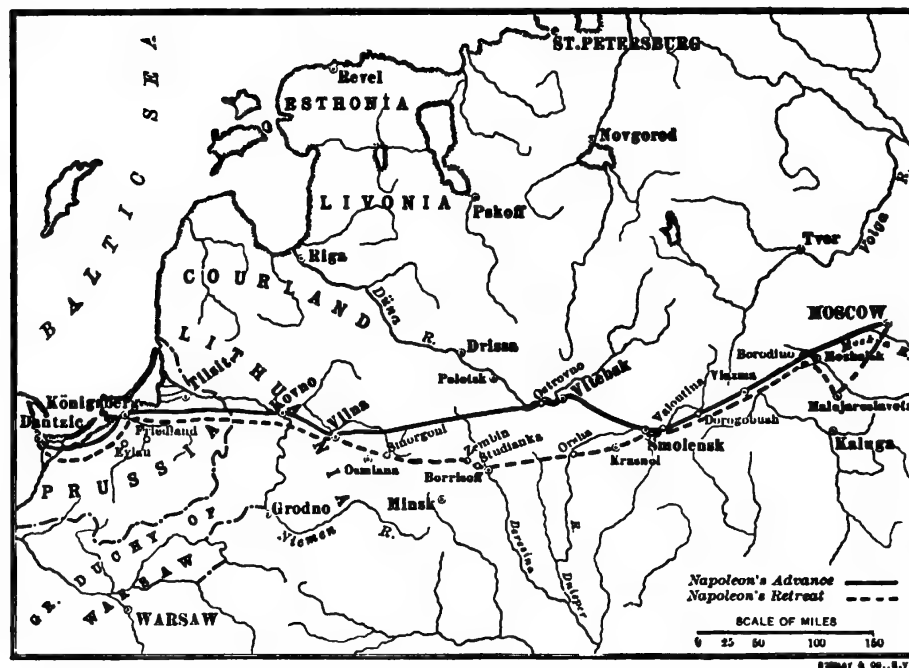 ST. PETERSBURG
Revel
ESTHONIA
BALTIC SEA
Novgorod
LIVONIA
Pskoff
Tver
Volga R.
Riga
COURLAND
Düna R.
MOSCOW
Moskwa R.
LITHUANIA
Drissa
Borodino
Mozhaisk
Tilsit
Polotsk
Ostrovno
Vitebsk
Viazma
Kovno
Valoutina
Malojaroslavetz
Königsberg
Dantzic
Vilna
Dorogobush
Friedland
Smorgoni
Zembin
Studianka
Orsha
Smolensk
Kaluga
Eylau
Osmiana
Krasnoi
Borrisoff
PRUSSIA
Minsk
Grodno
Niemen R.
Beresina
R.
Dnieper
GR. DUCHY OF
WARSAW
WARSAW
Napoleon's Advance
Napoleon's Retreat
SCALE OF MILES
0 25 50 100 150